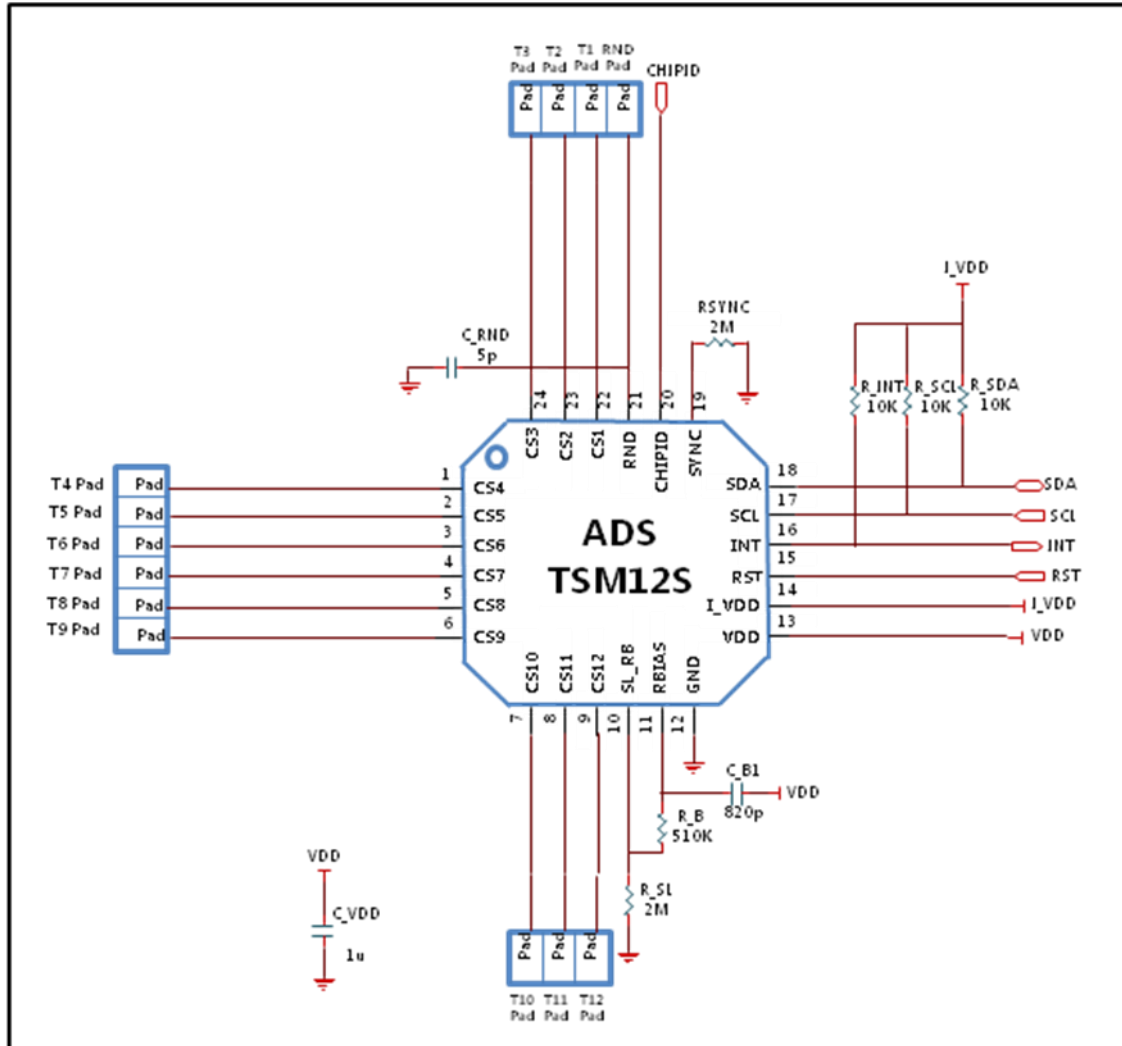 T3 T2 T1 RND
Pad Pad Pad Pad
CHIPID
Pad Pad Pad Pad
I_VDD
RSYNC
2M
C_RND
5p
R_INT R_SCL R_SDA
10K 10K 10K
24 23 22 21 20 19
CS3 CS2 CS1 RND CHIPID SYNC
T4 Pad Pad 1 CS4
T5 Pad Pad 2 CS5
T6 Pad Pad 3 CS6
T7 Pad Pad 4 CS7
T8 Pad Pad 5 CS8
T9 Pad Pad 6 CS9
ADS
TSM12S
SDA 18 SDA
SCL 17 SCL
INT 16 INT
RST 15 RST
I_VDD 14 I_VDD
VDD 13 VDD
CS10 CS11 CS12 SL_RB RBIAS GND
7 8 9 10 11 12
C_B1
VDD
820p
R_B
510K
R_SL
2M
VDD
C_VDD
1u
Pad Pad Pad
T10 T11 T12
Pad Pad Pad